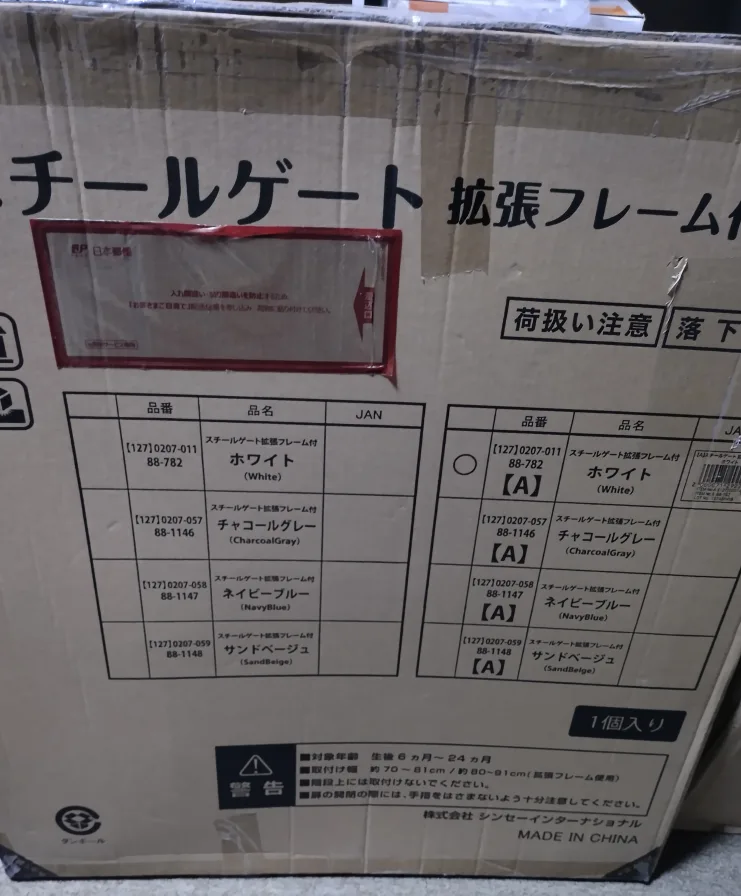 スチールゲート 拡張フレーム付
日本郵便
荷扱い注意 落下
品番 品名 JAN
[127]0207-011
88-782
スチールゲート拡張フレーム付
ホワイト
(White)
[127]0207-057
88-1146
スチールゲート拡張フレーム付
チャコールグレー
(CharcoalGray)
[127]0207-058
88-1147
スチールゲート拡張フレーム付
ネイビーブルー
(NavyBlue)
[127]0207-059
88-1148
スチールゲート拡張フレーム付
サンドベージュ
(SandBeige)
品番 品名 JA
[127]0207-011
88-782
【A】
スチールゲート拡張フレーム付
ホワイト
(White)
[127]0207-057
88-1146
【A】
スチールゲート拡張フレーム付
チャコールグレー
(CharcoalGray)
[127]0207-058
88-1147
【A】
スチールゲート拡張フレーム付
ネイビーブルー
(NavyBlue)
[127]0207-059
88-1148
【A】
スチールゲート拡張フレーム付
サンドベージュ
(SandBeige)
1個入り
警告
■対象年齢 生後6ヵ月～24ヵ月
■取付け幅 約70～81cm/約80~91cm(拡張フレーム使用)
■階段上には取付けないでください。
■扉の開閉の際には、手指をはさまないよう十分注意してください。
株式会社 シンセーインターナショナル
MADE IN CHINA
ダンボール